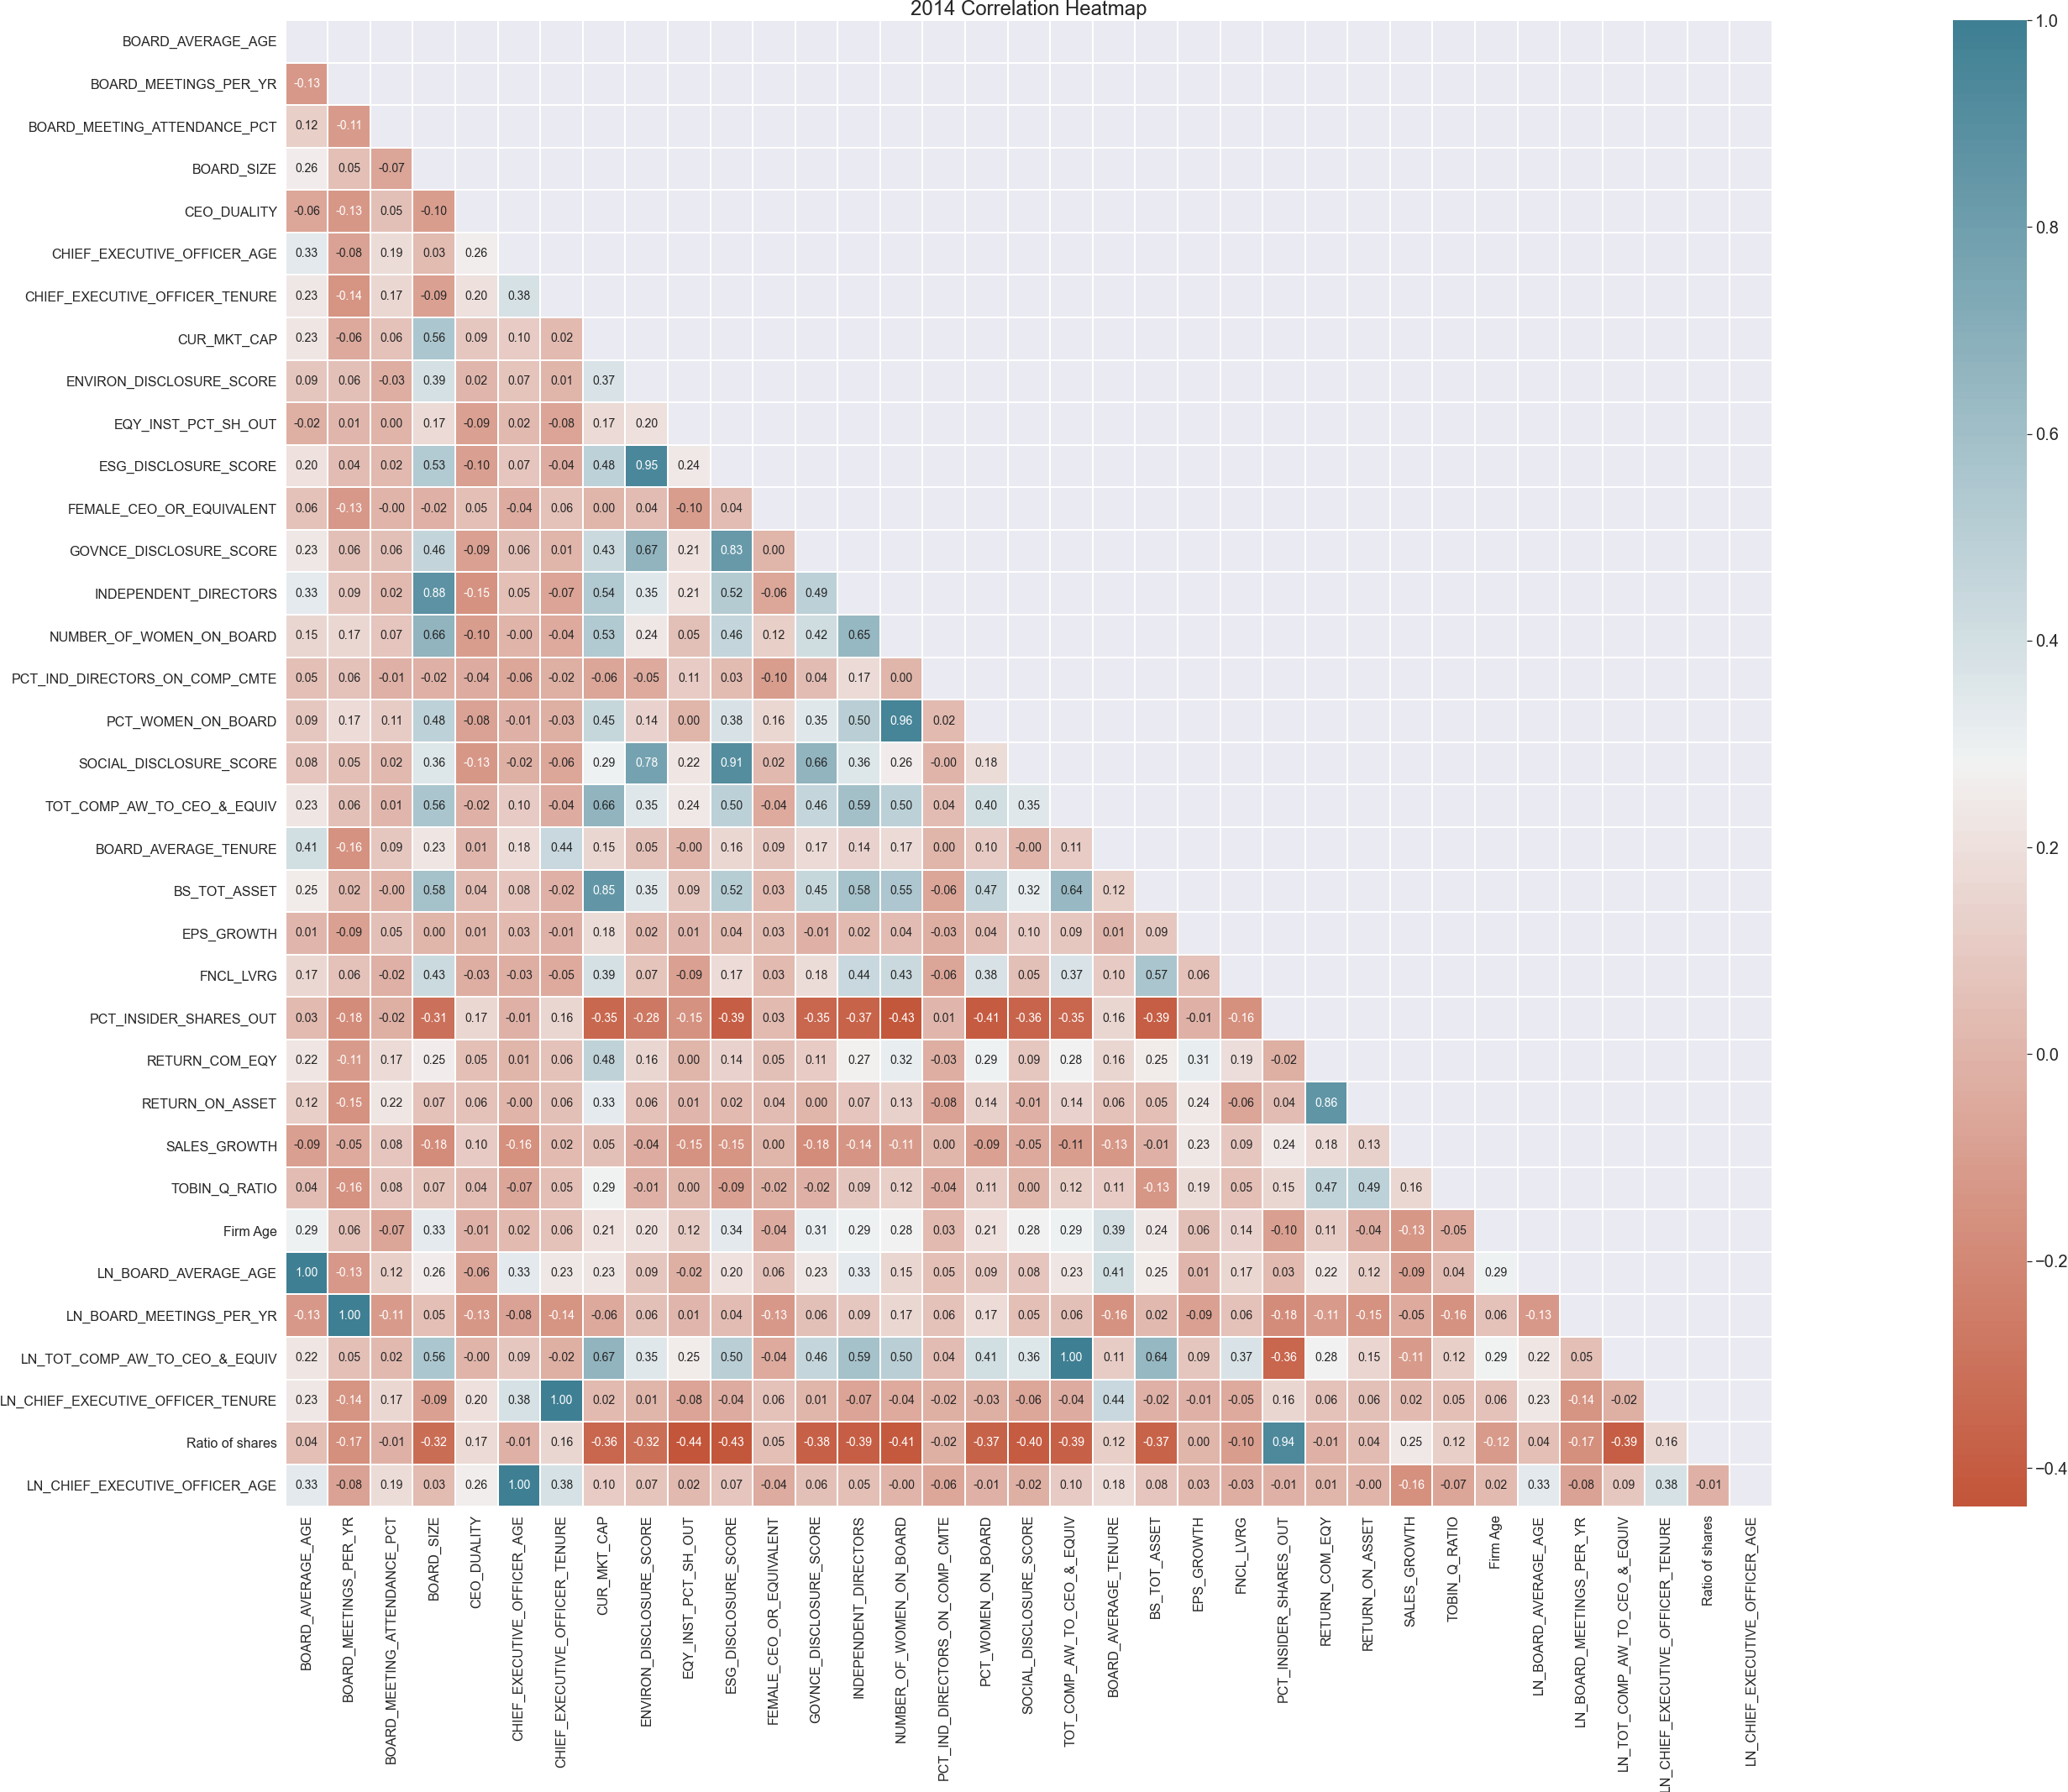 2014 Correlation Heatmap
BOARD_AVERAGE_AGE
BOARD_MEETINGS_PER_YR -0.13
BOARD_MEETING_ATTENDANCE_PCT 0.12 -0.11
BOARD_SIZE 0.26 0.05 -0.07
CEO_DUALITY -0.06 -0.13 0.05 -0.10
CHIEF_EXECUTIVE_OFFICER_AGE 0.33 -0.08 0.19 0.03 0.26
CHIEF_EXECUTIVE_OFFICER_TENURE 0.23 -0.14 0.17 -0.09 0.20 0.38
CUR_MKT_CAP 0.23 -0.06 0.06 0.56 0.09 0.10 0.02
ENVIRON_DISCLOSURE_SCORE 0.09 0.06 -0.03 0.39 0.02 0.07 0.01 0.37
EQY_INST_PCT_SH_OUT -0.02 0.01 0.00 0.17 -0.09 0.02 -0.08 0.17 0.20
ESG_DISCLOSURE_SCORE 0.20 0.04 0.02 0.53 -0.10 0.07 -0.04 0.48 0.95 0.24
FEMALE_CEO_OR_EQUIVALENT 0.06 -0.13 -0.00 -0.02 0.05 -0.04 0.06 0.00 0.04 -0.10 0.04
GOVNCE_DISCLOSURE_SCORE 0.23 0.06 0.06 0.46 -0.09 0.06 0.01 0.43 0.67 0.21 0.83 0.00
INDEPENDENT_DIRECTORS 0.33 0.09 0.02 0.88 -0.15 0.05 -0.07 0.54 0.35 0.21 0.52 -0.06 0.49
NUMBER_OF_WOMEN_ON_BOARD 0.15 0.17 0.07 0.66 -0.10 -0.00 -0.04 0.53 0.24 0.05 0.46 0.12 0.42 0.65
PCT_IND_DIRECTORS_ON_COMP_CMTE 0.05 0.06 -0.01 -0.02 -0.04 -0.06 -0.02 -0.06 -0.05 0.11 0.03 -0.10 0.04 0.17 0.00
PCT_WOMEN_ON_BOARD 0.09 0.17 0.11 0.48 -0.08 -0.01 -0.03 0.45 0.14 0.00 0.38 0.16 0.35 0.50 0.96 0.02
SOCIAL_DISCLOSURE_SCORE 0.08 0.05 0.02 0.36 -0.13 -0.02 -0.06 0.29 0.78 0.22 0.91 0.02 0.66 0.36 0.26 -0.00 0.18
TOT_COMP_AW_TO_CEO_&_EQUIV 0.23 0.06 0.01 0.56 -0.02 0.10 -0.04 0.66 0.35 0.24 0.50 -0.04 0.46 0.59 0.50 0.04 0.40 0.35
BOARD_AVERAGE_TENURE 0.41 -0.16 0.09 0.23 0.01 0.18 0.44 0.15 0.05 -0.00 0.16 0.09 0.17 0.14 0.17 0.00 0.10 -0.00 0.11
BS_TOT_ASSET 0.25 0.02 -0.00 0.58 0.04 0.08 -0.02 0.85 0.35 0.09 0.52 0.03 0.45 0.58 0.55 -0.06 0.47 0.32 0.64 0.12
EPS_GROWTH 0.01 -0.09 0.05 0.00 0.01 0.03 -0.01 0.18 0.02 0.01 0.04 0.03 -0.01 0.02 0.04 -0.03 0.04 0.10 0.09 0.01 0.09
FNCL_LVRG 0.17 0.06 -0.02 0.43 -0.03 -0.03 -0.05 0.39 0.07 -0.09 0.17 0.03 0.18 0.44 0.43 -0.06 0.38 0.05 0.37 0.10 0.57 0.06
PCT_INSIDER_SHARES_OUT 0.03 -0.18 -0.02 -0.31 0.17 -0.01 0.16 -0.35 -0.28 -0.15 -0.39 0.03 -0.35 -0.37 -0.43 0.01 -0.41 -0.36 -0.35 0.16 -0.39 -0.01 -0.16
RETURN_COM_EQY 0.22 -0.11 0.17 0.25 0.05 0.01 0.06 0.48 0.16 0.00 0.14 0.05 0.11 0.27 0.32 -0.03 0.29 0.09 0.28 0.16 0.25 0.31 0.19 -0.02
RETURN_ON_ASSET 0.12 -0.15 0.22 0.07 0.06 -0.00 0.06 0.33 0.06 0.01 0.02 0.04 0.00 0.07 0.13 -0.08 0.14 -0.01 0.14 0.06 0.05 0.24 -0.06 0.04 0.86
SALES_GROWTH -0.09 -0.05 0.08 -0.18 0.10 -0.16 0.02 0.05 -0.04 -0.15 -0.15 0.00 -0.18 -0.14 -0.11 0.00 -0.09 -0.05 -0.11 -0.13 -0.01 0.23 0.09 0.24 0.18 0.13
TOBIN_Q_RATIO 0.04 -0.16 0.08 0.07 0.04 -0.07 0.05 0.29 -0.01 0.00 -0.09 -0.02 -0.02 0.09 0.12 -0.04 0.11 0.00 0.12 0.11 -0.13 0.19 0.05 0.15 0.47 0.49 0.16
Firm Age 0.29 0.06 -0.07 0.33 -0.01 0.02 0.06 0.21 0.20 0.12 0.34 -0.04 0.31 0.29 0.28 0.03 0.21 0.28 0.29 0.39 0.24 0.06 0.14 -0.10 0.11 -0.04 -0.13 -0.05
LN_BOARD_AVERAGE_AGE 1.00 -0.13 0.12 0.26 -0.06 0.33 0.23 0.23 0.09 -0.02 0.20 0.06 0.23 0.33 0.15 0.05 0.09 0.08 0.23 0.41 0.25 0.01 0.17 0.03 0.22 0.12 -0.09 0.04 0.29
LN_BOARD_MEETINGS_PER_YR -0.13 1.00 -0.11 0.05 -0.13 -0.08 -0.14 -0.06 0.06 0.01 0.04 -0.13 0.06 0.09 0.17 0.06 0.17 0.05 0.06 -0.16 0.02 -0.09 0.06 -0.18 -0.11 -0.15 -0.05 -0.16 0.06 -0.13
LN_TOT_COMP_AW_TO_CEO_&_EQUIV 0.22 0.05 0.02 0.56 -0.00 0.09 -0.02 0.67 0.35 0.25 0.50 -0.04 0.46 0.59 0.50 0.04 0.41 0.36 1.00 0.11 0.64 0.09 0.37 -0.36 0.28 0.15 -0.11 0.12 0.29 0.22 0.05
LN_CHIEF_EXECUTIVE_OFFICER_TENURE 0.23 -0.14 0.17 -0.09 0.20 0.38 1.00 0.02 0.01 -0.08 -0.04 0.06 0.01 -0.07 -0.04 -0.02 -0.03 -0.06 -0.04 0.44 -0.02 -0.01 -0.05 0.16 0.06 0.06 0.02 0.05 0.06 0.23 -0.14 -0.02
Ratio of shares 0.04 -0.17 -0.01 -0.32 0.17 -0.01 0.16 -0.36 -0.32 -0.44 -0.43 0.05 -0.38 -0.39 -0.41 -0.02 -0.37 -0.40 -0.39 0.12 -0.37 0.00 -0.10 0.94 -0.01 0.04 0.25 0.12 -0.12 0.04 -0.17 -0.39 0.16
LN_CHIEF_EXECUTIVE_OFFICER_AGE 0.33 -0.08 0.19 0.03 0.26 1.00 0.38 0.10 0.07 0.02 0.07 -0.04 0.06 0.05 -0.00 -0.06 -0.01 -0.02 0.10 0.18 0.08 0.03 -0.03 -0.01 0.01 -0.00 -0.16 -0.07 0.02 0.33 -0.08 0.09 0.38 -0.01
BOARD_AVERAGE_AGE
BOARD_MEETINGS_PER_YR
BOARD_MEETING_ATTENDANCE_PCT
BOARD_SIZE
CEO_DUALITY
CHIEF_EXECUTIVE_OFFICER_AGE
CHIEF_EXECUTIVE_OFFICER_TENURE
CUR_MKT_CAP
ENVIRON_DISCLOSURE_SCORE
EQY_INST_PCT_SH_OUT
ESG_DISCLOSURE_SCORE
FEMALE_CEO_OR_EQUIVALENT
GOVNCE_DISCLOSURE_SCORE
INDEPENDENT_DIRECTORS
NUMBER_OF_WOMEN_ON_BOARD
PCT_IND_DIRECTORS_ON_COMP_CMTE
PCT_WOMEN_ON_BOARD
SOCIAL_DISCLOSURE_SCORE
TOT_COMP_AW_TO_CEO_&_EQUIV
BOARD_AVERAGE_TENURE
BS_TOT_ASSET
EPS_GROWTH
FNCL_LVRG
PCT_INSIDER_SHARES_OUT
RETURN_COM_EQY
RETURN_ON_ASSET
SALES_GROWTH
TOBIN_Q_RATIO
Firm Age
LN_BOARD_AVERAGE_AGE
LN_BOARD_MEETINGS_PER_YR
LN_TOT_COMP_AW_TO_CEO_&_EQUIV
LN_CHIEF_EXECUTIVE_OFFICER_TENURE
Ratio of shares
LN_CHIEF_EXECUTIVE_OFFICER_AGE
1.0
0.8
0.6
0.4
0.2
0.0
−0.2
−0.4